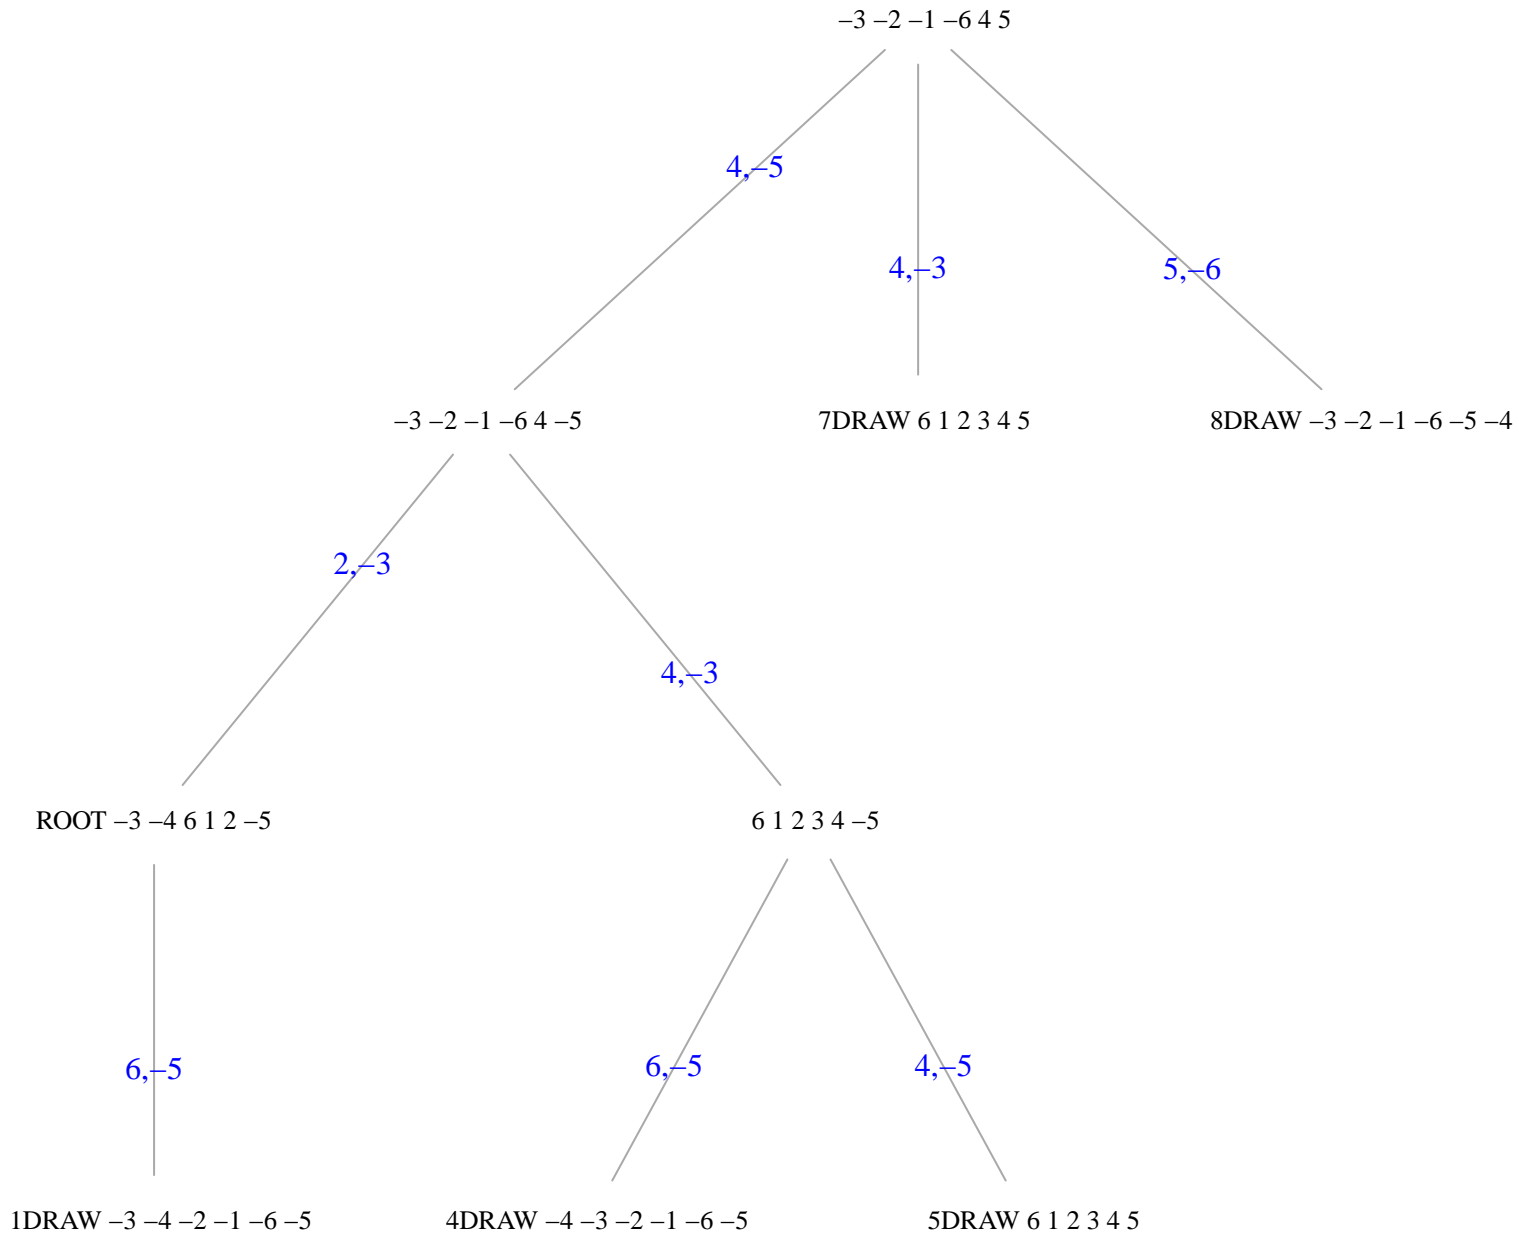 –3 –2 –1 –6 4 5
4,–5
4,–3
5,–6
–3 –2 –1 –6 4 –5
7DRAW 6 1 2 3 4 5
8DRAW –3 –2 –1 –6 –5 –4
2,–3
4,–3
ROOT –3 –4 6 1 2 –5
6 1 2 3 4 –5
6,–5
6,–5
4,–5
1DRAW –3 –4 –2 –1 –6 –5
4DRAW –4 –3 –2 –1 –6 –5
5DRAW 6 1 2 3 4 5